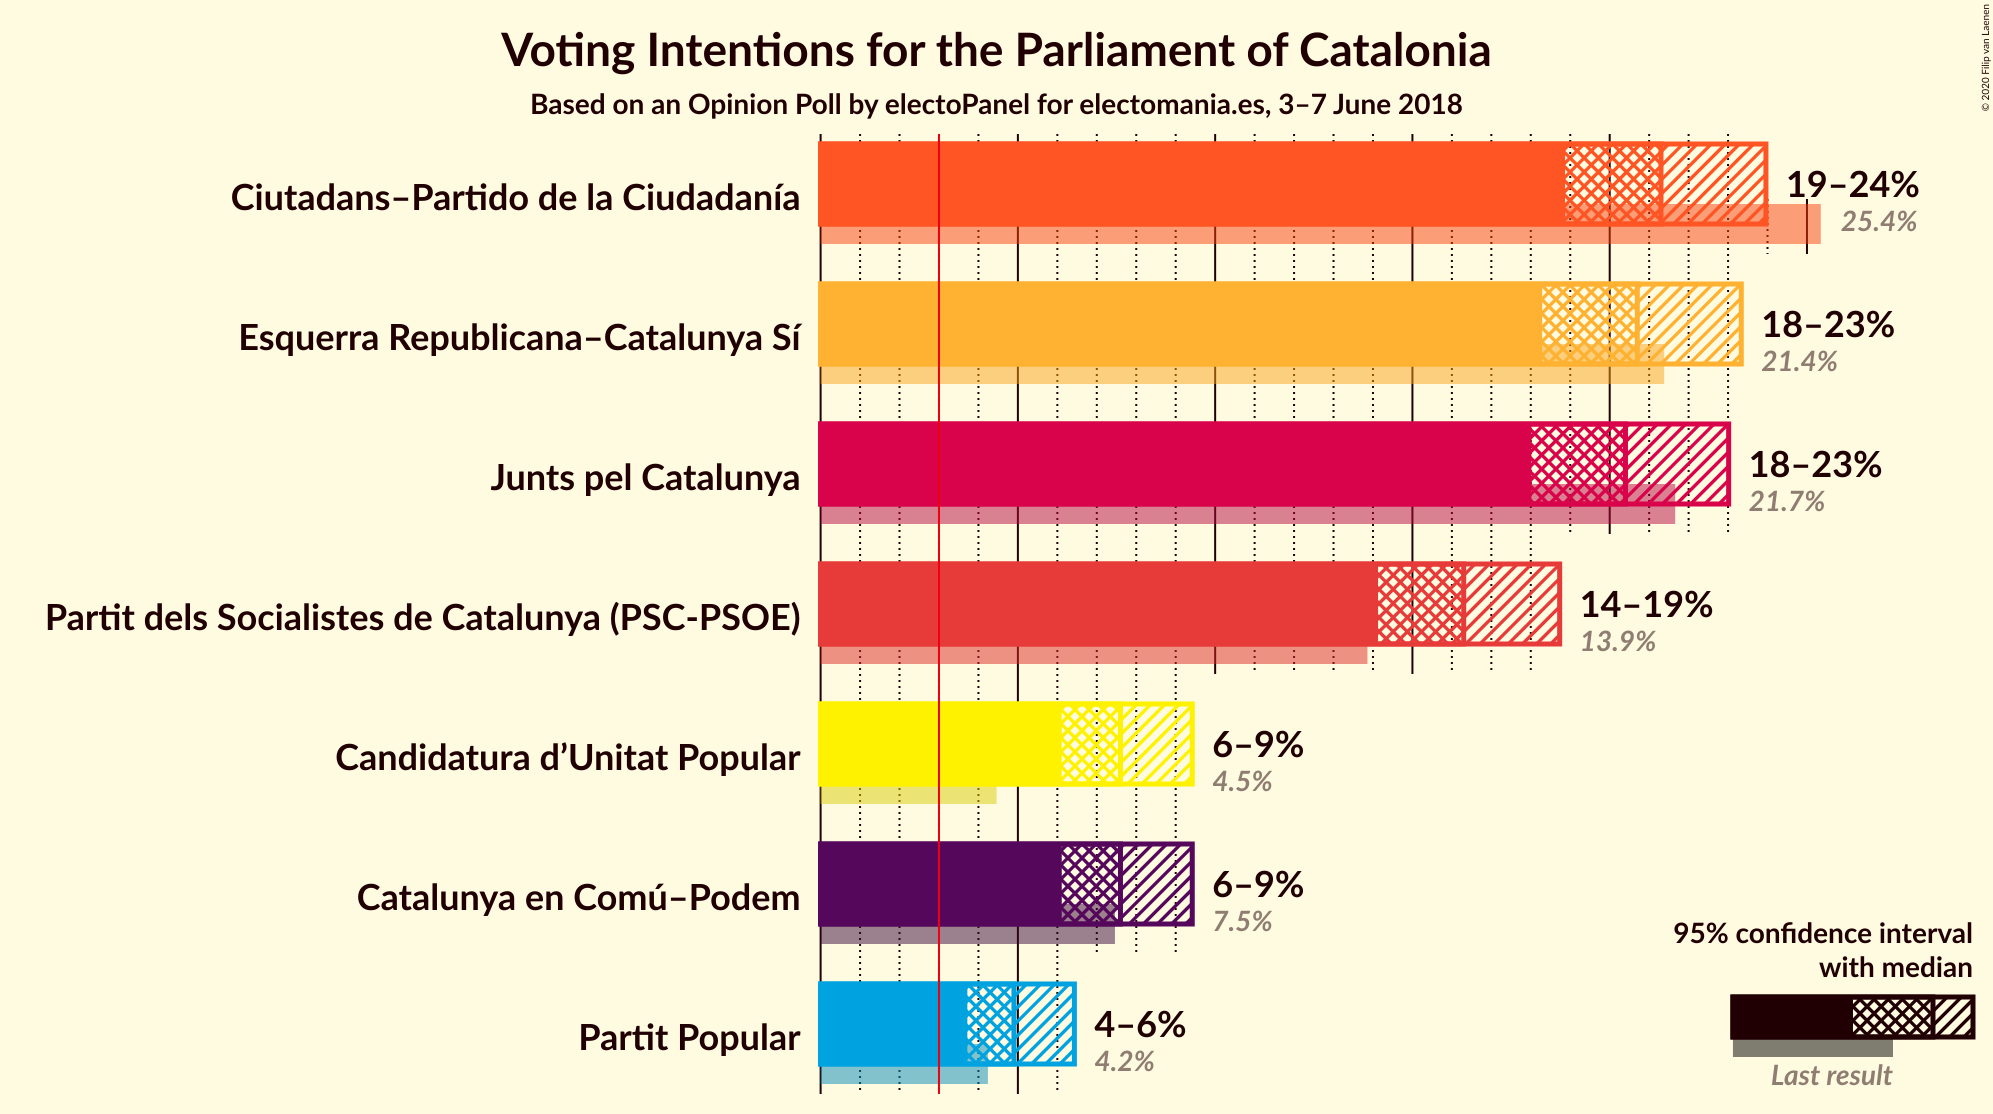 Voting Intentions for the Parliament of Catalonia
Based on an Opinion Poll by electoPanel for electomania.es, 3–7 June 2018
© 2020 Filip van Laenen
Ciutadans–Partido de la Ciudadanía
19–24%
25.4%
Esquerra Republicana–Catalunya Sí
18–23%
21.4%
Junts pel Catalunya
18–23%
21.7%
Partit dels Socialistes de Catalunya (PSC-PSOE)
14–19%
13.9%
Candidatura d’Unitat Popular
6–9%
4.5%
Catalunya en Comú–Podem
6–9%
7.5%
Partit Popular
4–6%
4.2%
95% confidence interval
with median
Last result